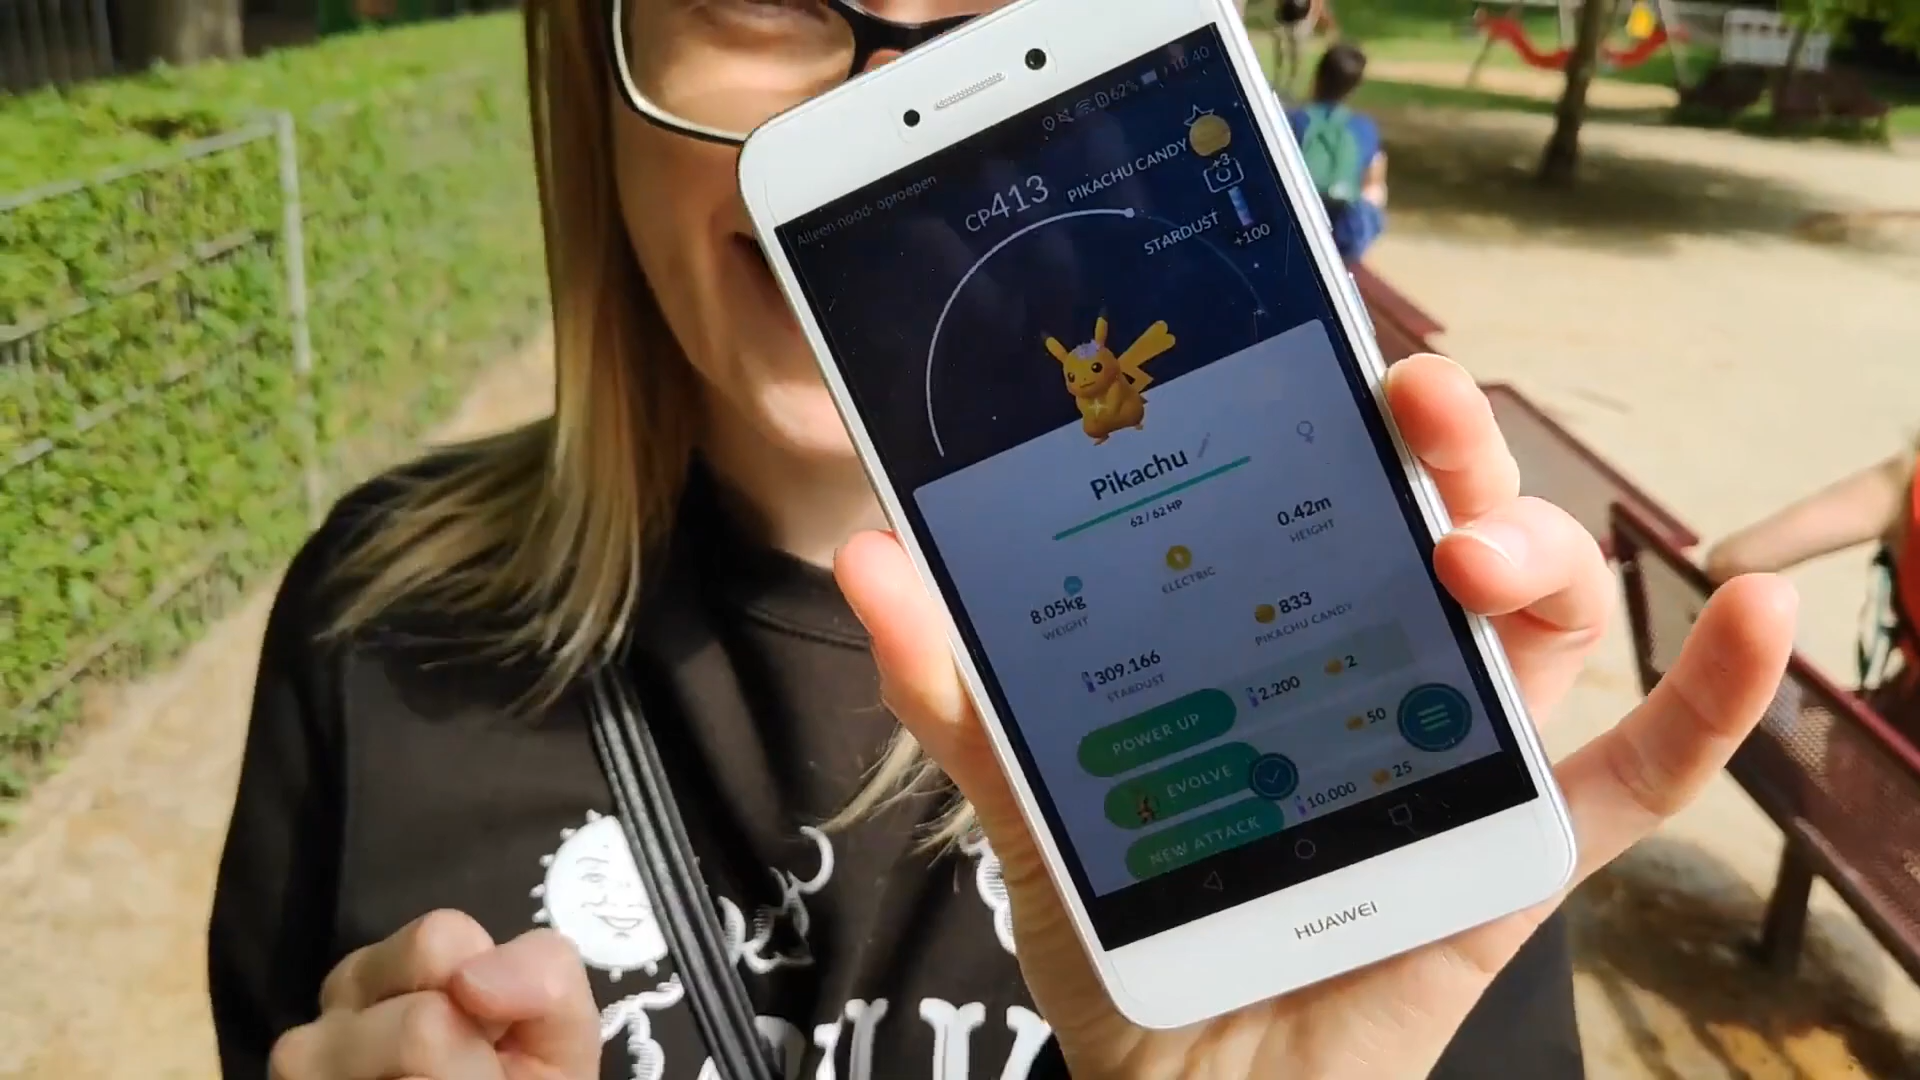 62% 10:40
Alleen nood- oproepen
CP413
PIKACHU CANDY
+3
STARDUST
+100
Pikachu
62 / 62 HP
8.05kg
WEIGHT
ELECTRIC
0.42m
HEIGHT
309.166
STARDUST
833
PIKACHU CANDY
POWER UP 2.200 2
EVOLVE 50
NEW ATTACK 10.000 25
HUAWEI